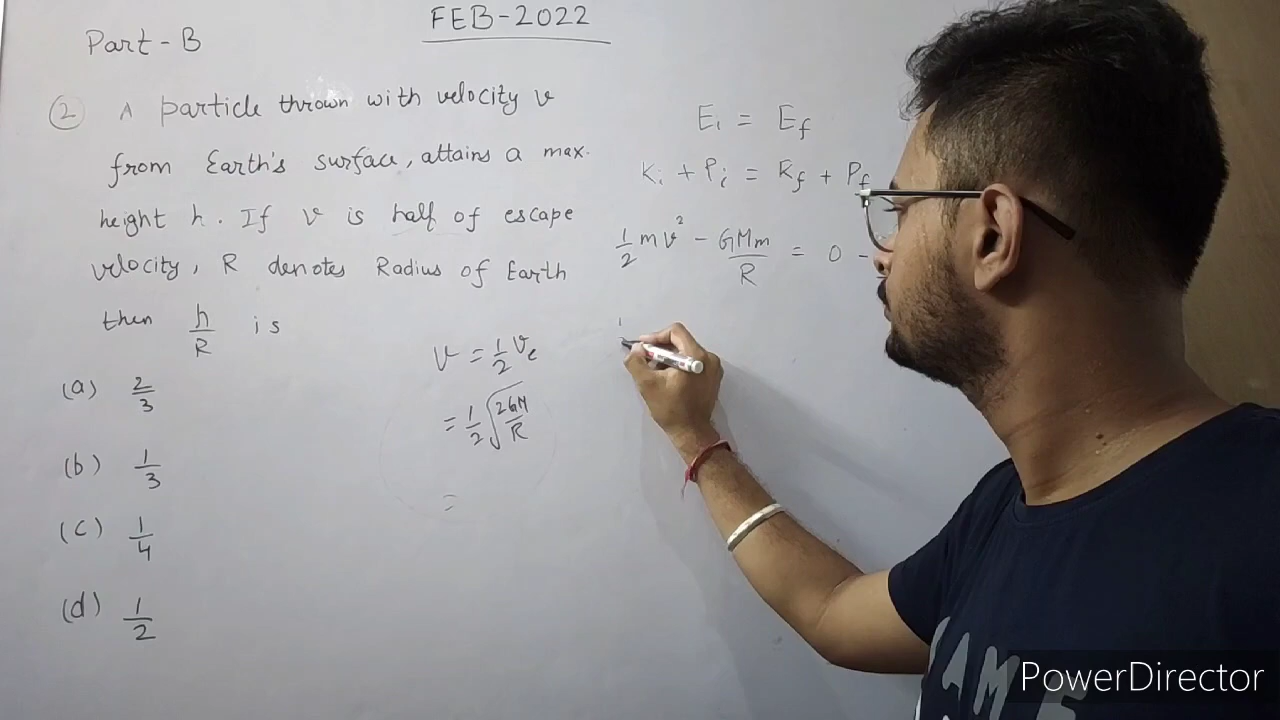 FEB-2022
Part-B
② A particle thrown with velocity v
from Earth's surface, attains a max.
height h. If v is half of escape
velocity, R denotes Radius of Earth
then h/R is
(a) 2/3
(b) 1/3
(c) 1/4
(d) 1/2
v = 1/2 ve
= 1/2 √(2GM/R)
=
Ei = Ef
Ki + Pi = Kf + Pf
1/2 mv² - GMm/R = 0 -
PowerDirector